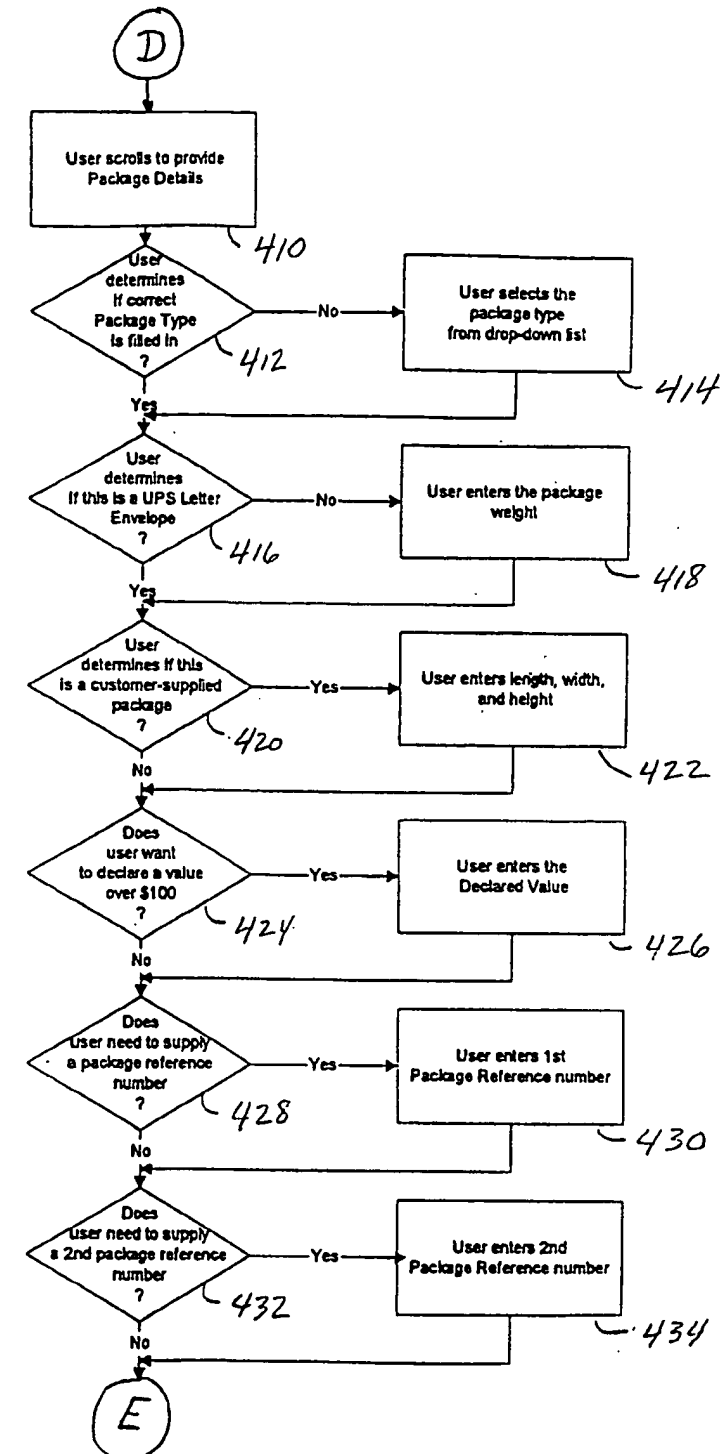 D
User scrolls to provide
Package Details
410
User
determines
if correct
Package Type
is filled in
?
412
No
User selects the
package type
from drop-down list
414
Yes
User
determines
If this is a UPS Letter
Envelope
?
416
No
User enters the package
weight
418
Yes
User
determines if this
is a customer-supplied
package
?
420
Yes
User enters length, width,
and height
422
No
Does
user want
to declare a value
over $100
?
424
Yes
User enters the
Declared Value
426
No
Does
user need to supply
a package reference
number
?
428
Yes
User enters 1st
Package Reference number
430
No
Does
user need to supply
a 2nd package reference
number
?
432
Yes
User enters 2nd
Package Reference number
434
No
E